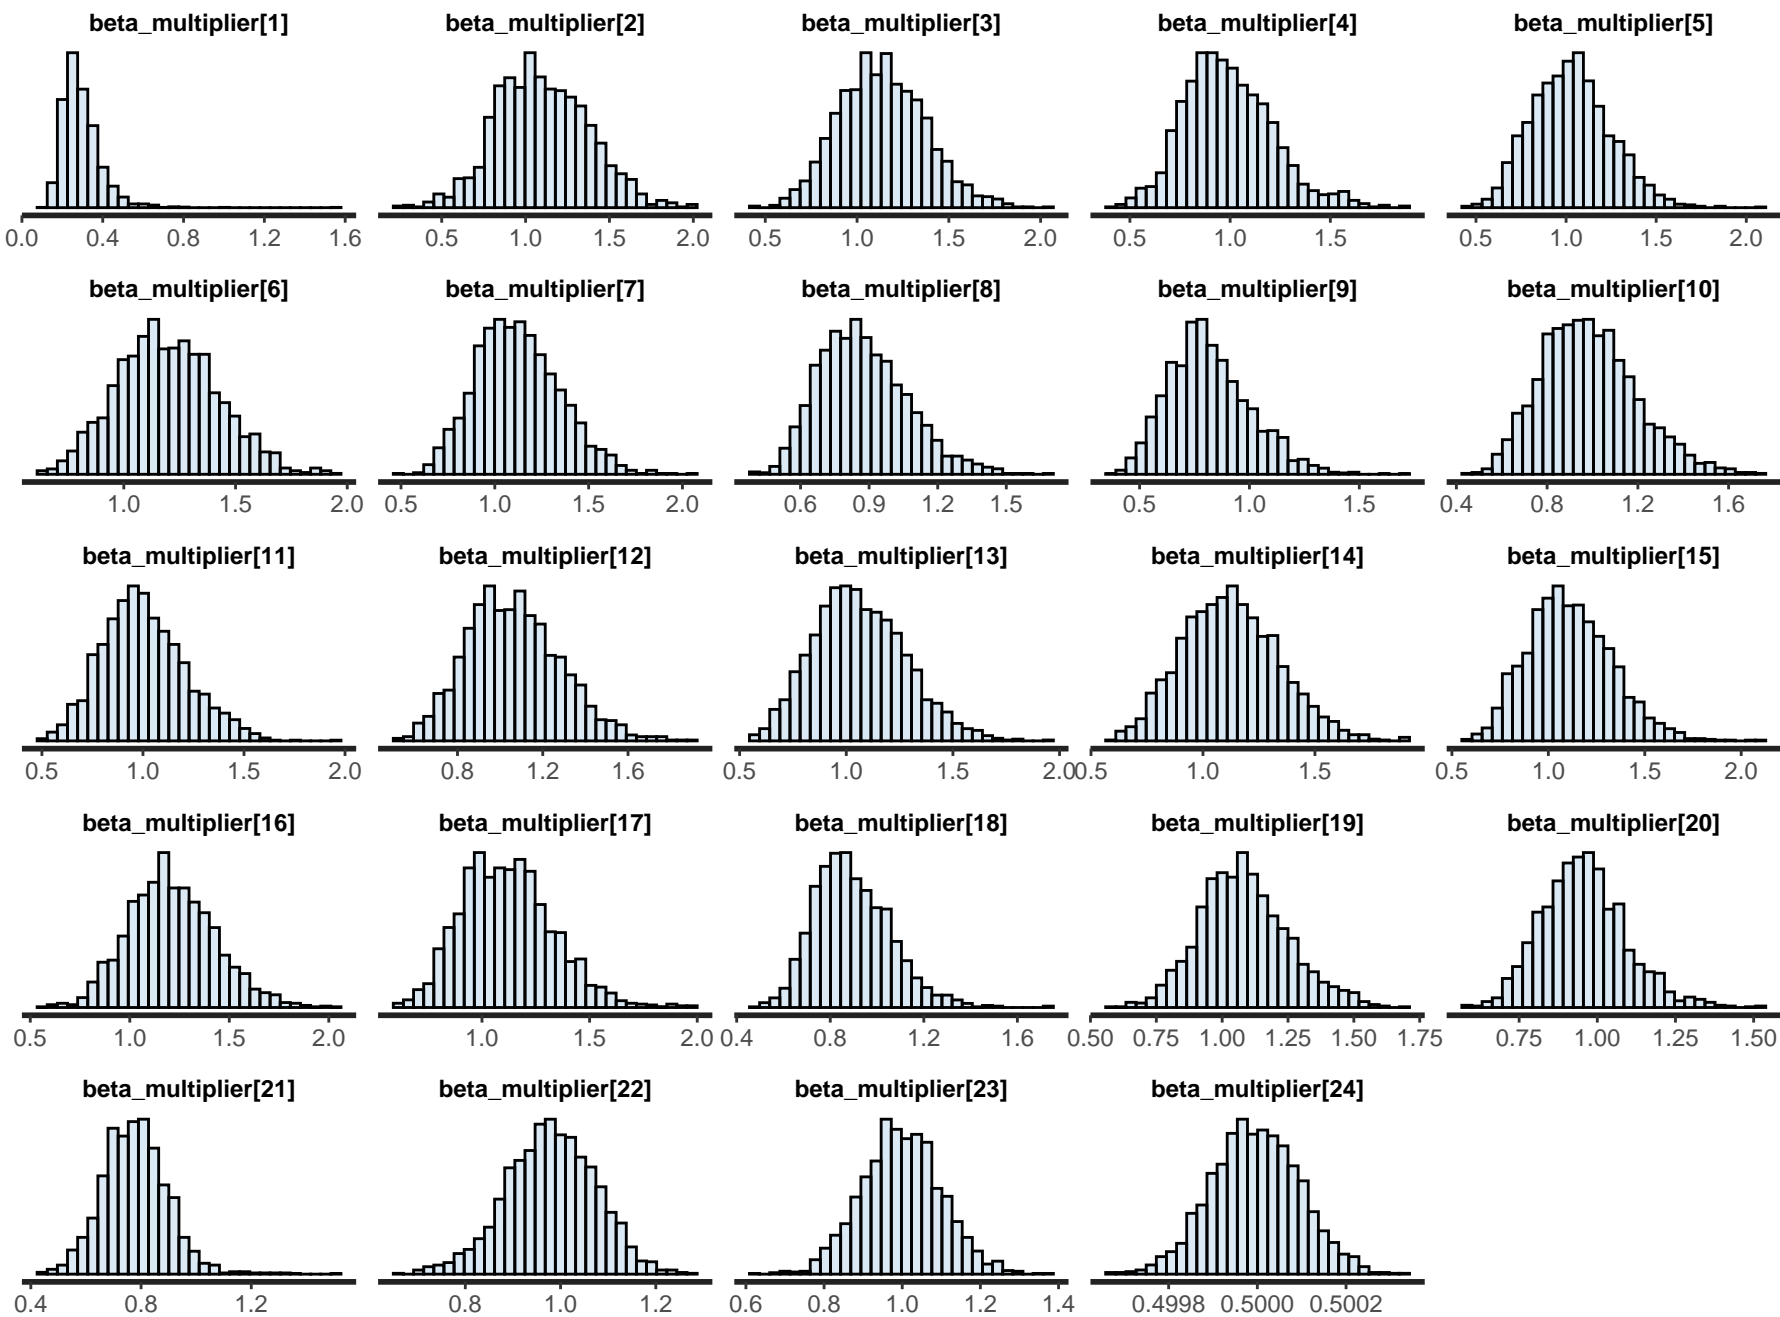 beta_multiplier[1] beta_multiplier[2] beta_multiplier[3] beta_multiplier[4] beta_multiplier[5]
0.0 0.4 0.8 1.2 1.6 0.5 1.0 1.5 2.0 0.5 1.0 1.5 2.0 0.5 1.0 1.5 0.5 1.0 1.5 2.0
beta_multiplier[6] beta_multiplier[7] beta_multiplier[8] beta_multiplier[9] beta_multiplier[10]
1.0 1.5 2.0 0.5 1.0 1.5 2.0 0.6 0.9 1.2 1.5 0.5 1.0 1.5 0.4 0.8 1.2 1.6
beta_multiplier[11] beta_multiplier[12] beta_multiplier[13] beta_multiplier[14] beta_multiplier[15]
0.5 1.0 1.5 2.0 0.8 1.2 1.6 0.5 1.0 1.5 2.0 0.5 1.0 1.5 0.5 1.0 1.5 2.0
beta_multiplier[16] beta_multiplier[17] beta_multiplier[18] beta_multiplier[19] beta_multiplier[20]
0.5 1.0 1.5 2.0 1.0 1.5 2.0 0.4 0.8 1.2 1.6 0.50 0.75 1.00 1.25 1.50 1.75 0.75 1.00 1.25 1.50
beta_multiplier[21] beta_multiplier[22] beta_multiplier[23] beta_multiplier[24]
0.4 0.8 1.2 0.8 1.0 1.2 0.6 0.8 1.0 1.2 1.4 0.4998 0.5000 0.5002